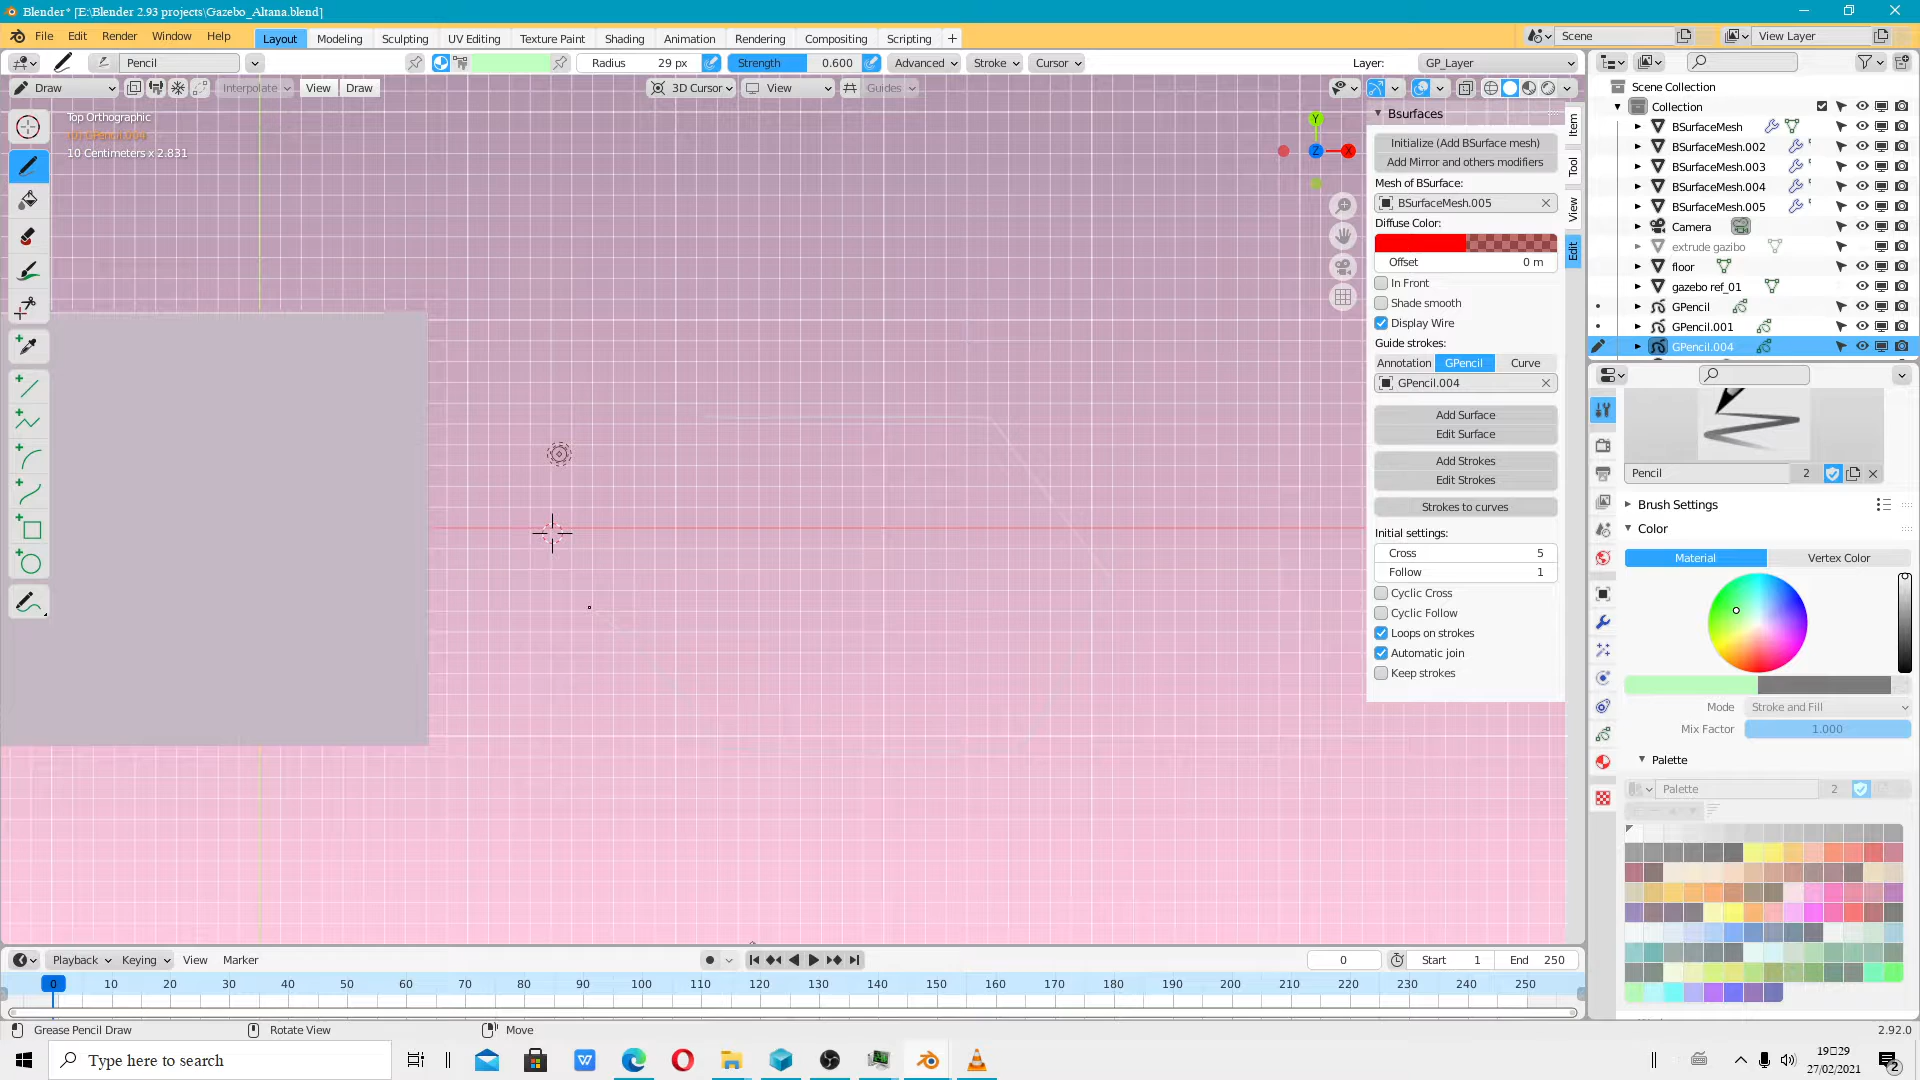 Blender* [E:\Blender 2.93 projects\Gazebo_Altana.blend]
File Edit Render Window Help Layout Modeling Sculpting UV Editing Texture Paint Shading Animation Rendering Compositing Scripting + Scene View Layer
Pencil Radius 29 px Strength 0.600 Advanced Stroke Cursor Layer: GP_Layer
Draw Interpolate View Draw 3D Cursor View Guides
Top Orthographic
(0) GPencil.004
10 Centimeters x 2.831
Y
Z
X
Bsurfaces
Initialize (Add BSurface mesh)
Add Mirror and others modifiers
Mesh of BSurface:
BSurfaceMesh.005
Diffuse Color:
Offset 0 m
In Front
Shade smooth
Display Wire
Guide strokes:
Annotation GPencil Curve
GPencil.004
Add Surface
Edit Surface
Add Strokes
Edit Strokes
Strokes to curves
Initial settings:
Cross 5
Follow 1
Cyclic Cross
Cyclic Follow
Loops on strokes
Automatic join
Keep strokes
Item
Tool
View
Edit
Scene Collection
Collection
BSurfaceMesh
BSurfaceMesh.002
BSurfaceMesh.003
BSurfaceMesh.004
BSurfaceMesh.005
Camera
extrude gazibo
floor
gazebo ref_01
GPencil
GPencil.001
GPencil.004
Pencil 2
Brush Settings
Color
Material Vertex Color
Mode Stroke and Fill
Mix Factor 1.000
Palette
Palette 2
Playback Keying View Marker 0 Start 1 End 250
0 10 20 30 40 50 60 70 80 90 100 110 120 130 140 150 160 170 180 190 200 210 220 230 240 250
Grease Pencil Draw Rotate View Move 2.92.0
Type here to search
19:29
27/02/2021
2